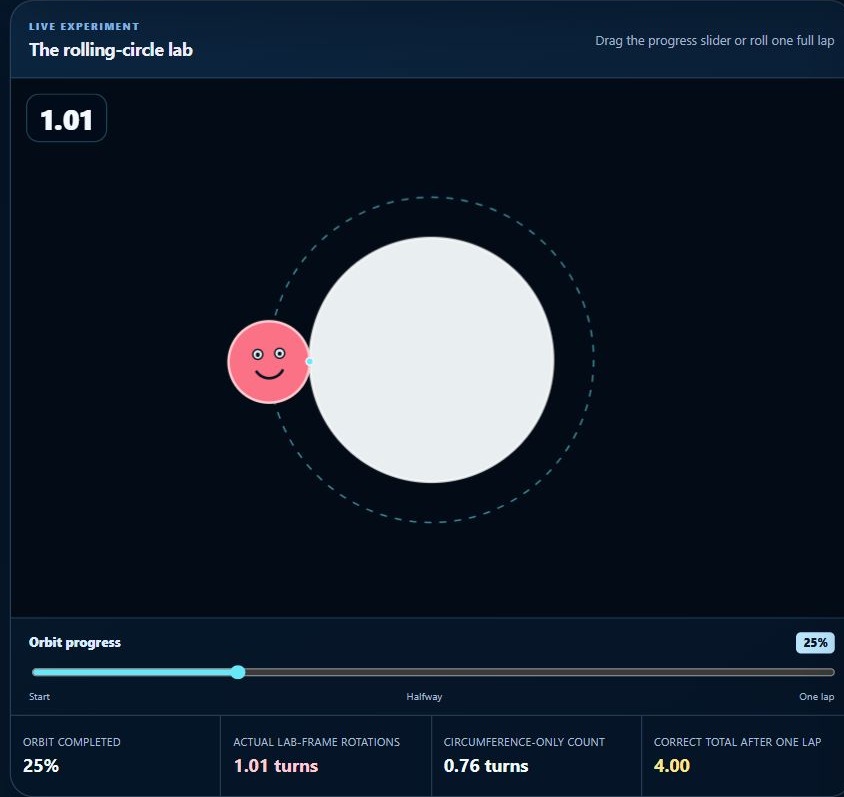 LIVE EXPERIMENT
The rolling-circle lab
Drag the progress slider or roll one full lap
1.01
Orbit progress
25%
Start
Halfway
One lap
ORBIT COMPLETED
25%
ACTUAL LAB-FRAME ROTATIONS
1.01 turns
CIRCUMFERENCE-ONLY COUNT
0.76 turns
CORRECT TOTAL AFTER ONE LAP
4.00